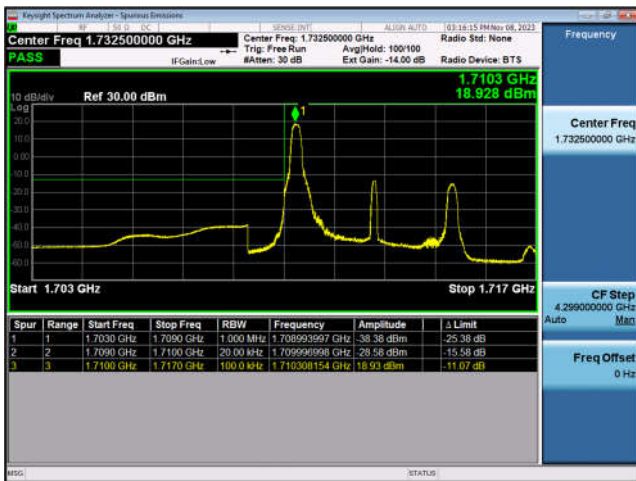 Keysight Spectrum Analyzer - Spurious Emissions
RF 50 Ω DC SENSE:INT ALIGN AUTO 03:16:15 PM Nov 08, 2023
Center Freq 1.732500000 GHz Center Freq: 1.732500000 GHz Radio Std: None Frequency
Trig: Free Run Avg|Hold: 100/100
PASS IFGain:Low #Atten: 30 dB Ext Gain: -14.00 dB Radio Device: BTS
1.7103 GHz
10 dB/div Ref 30.00 dBm 18.928 dBm
Log
1
20.0
10.0
0.00
-10.0
-20.0
-30.0
-40.0
-50.0
-60.0
Center Freq
1.732500000 GHz
Start 1.703 GHz Stop 1.717 GHz
CF Step
4.299000000 GHz
Auto Man
Spur Range Start Freq Stop Freq RBW Frequency Amplitude Δ Limit
1 1 1.7030 GHz 1.7090 GHz 1.000 MHz 1.708993997 GHz -38.38 dBm -25.38 dB
2 2 1.7090 GHz 1.7100 GHz 20.00 kHz 1.709996998 GHz -28.58 dBm -15.58 dB
3 3 1.7100 GHz 1.7170 GHz 100.0 kHz 1.710308154 GHz 18.93 dBm -11.07 dB
Freq Offset
0 Hz
MSG STATUS